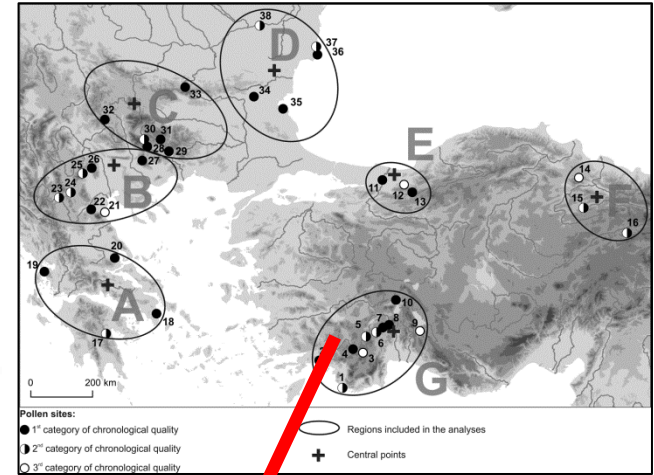 38
37
36
D
33
34
35
C
32
30
31
28
29
27
26
25
24
23
B
22
21
E
11
12
13
14
F
15
16
20
19
A
18
17
10
7
8
5
9
6
4
3
1
G
0
200 km
Pollen sites:
1st category of chronological quality
2nd category of chronological quality
3rd category of chronological quality
Regions included in the analyses
Central points